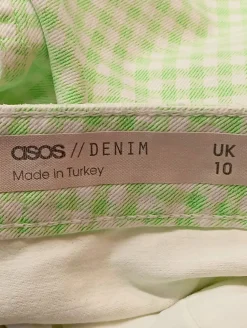 asos // DENIM
Made in Turkey
UK
10